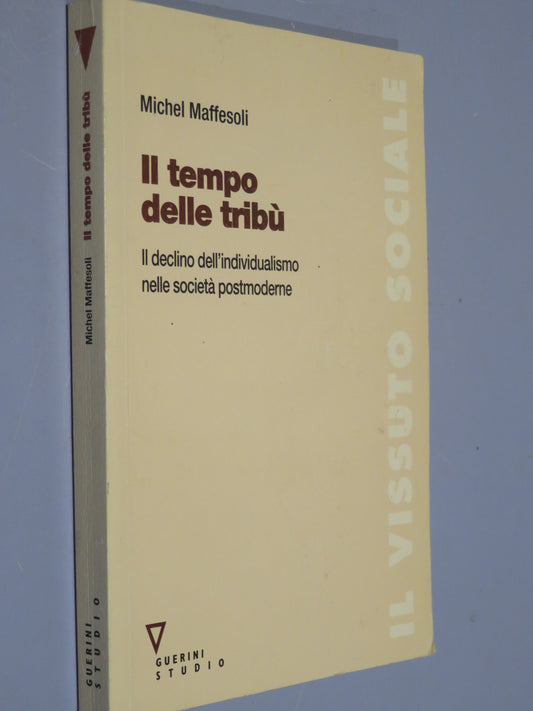 Michel Maffesoli
Il tempo
delle tribù
Il declino dell'individualismo
nelle società postmoderne
IL VISSUTO SOCIALE
GUERINI
STUDIO
Michel Maffesoli Il tempo delle tribù
GUERINI
STUDIO